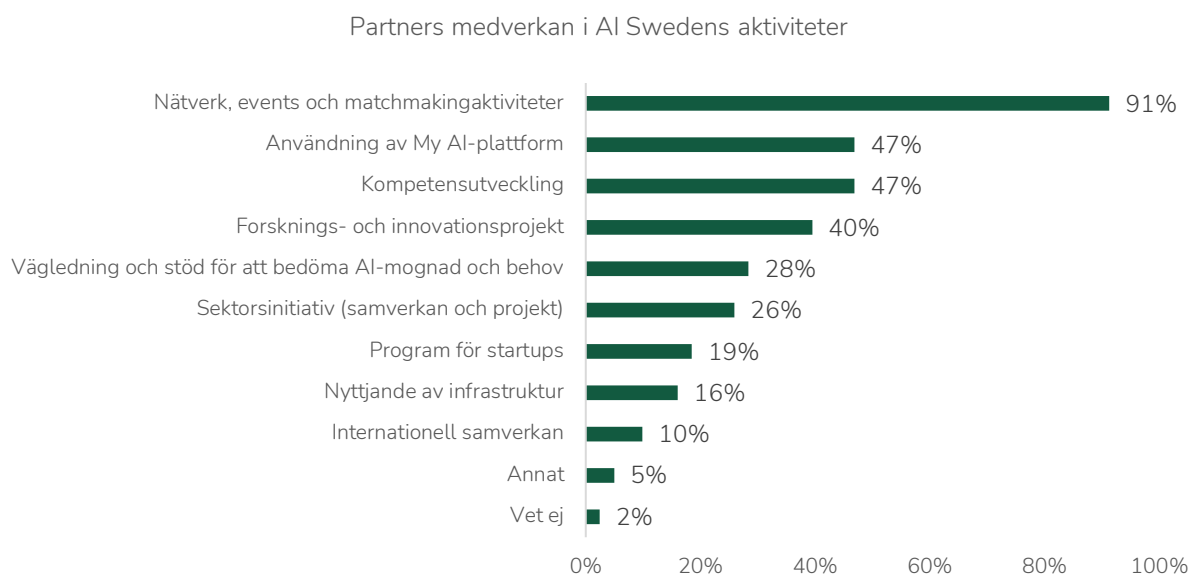 Partners medverkan i AI Swedens aktiviteter
Nätverk, events och matchmakingaktiviteter 91%
Användning av My AI-plattform 47%
Kompetensutveckling 47%
Forsknings- och innovationsprojekt 40%
Vägledning och stöd för att bedöma AI-mognad och behov 28%
Sektorsinitiativ (samverkan och projekt) 26%
Program för startups 19%
Nyttjande av infrastruktur 16%
Internationell samverkan 10%
Annat 5%
Vet ej 2%
0% 20% 40% 60% 80% 100%